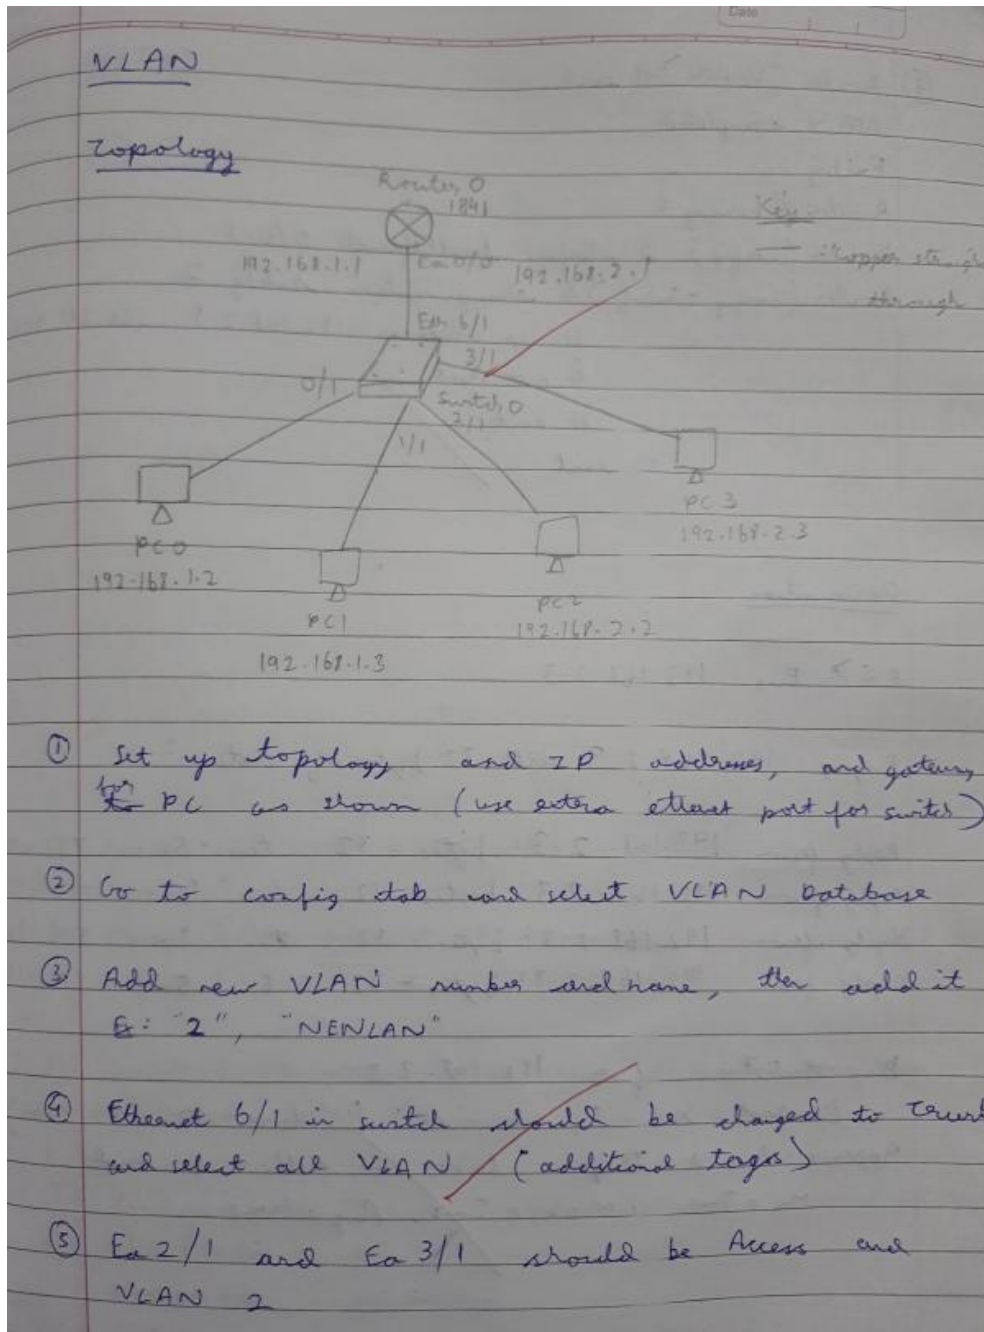 Date
VLAN
Topology
Router 0
1841
Key
192.168.1.1
Fa 0/0
192.168.2.1
: copper straight
through
Eth 6/1
3/1
0/1
Switch 0
2/1
1/1
PC 3
192.168.2.3
PC 0
192.168.1.2
PC 1
PC 2
192.168.2.2
192.168.1.3
① Set up topology and IP addresses, and gateway
for PC as shown (use extra ethernet port for switch)
② Go to config tab and select VLAN Database
③ Add new VLAN number and name, then add it
E: "2", "NEWLAN"
④ Ethernet 6/1 in switch should be changed to Trunk
and select all VLAN (additional tags)
⑤ Fa 2/1 and Fa 3/1 should be Access and
VLAN 2